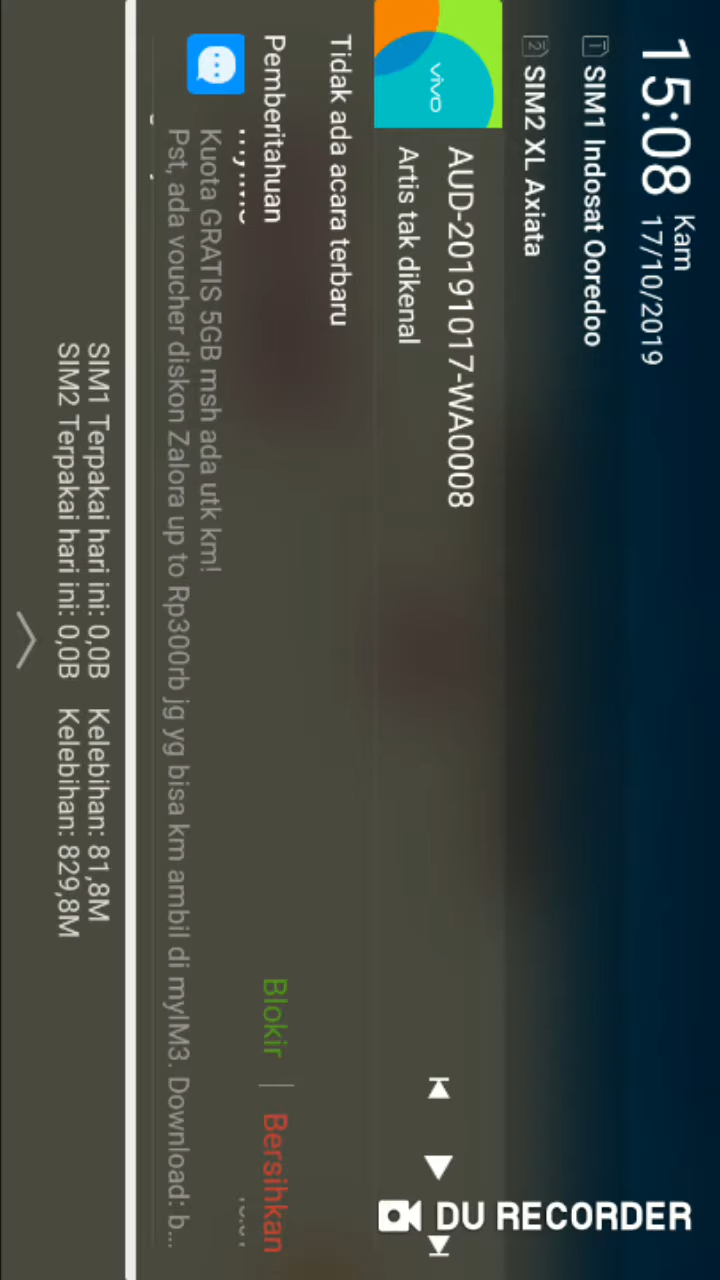 15:08
Kam
17/10/2019
SIM1 Indosat Ooredoo
SIM2 XL Axiata
vivo
AUD-20191017-WA0008
Artis tak dikenal
Tidak ada acara terbaru
Pemberitahuan
Blokir
Bersihkan
Kuota GRATIS 5GB msh ada utk km!
Pst, ada voucher diskon Zalora up to Rp300rb jg yg bisa km ambil di myIM3. Download: b...
SIM1 Terpakai hari ini: 0,0B Kelebihan: 81,8M
SIM2 Terpakai hari ini: 0,0B Kelebihan: 829,8M
DU RECORDER